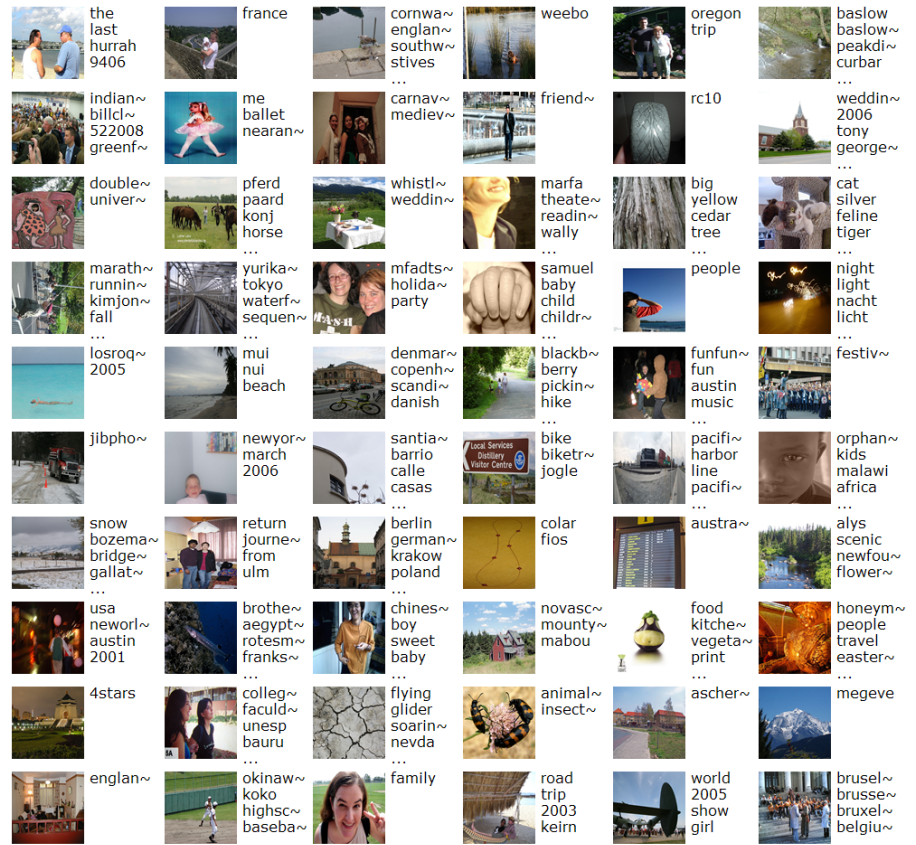 the
last
hurrah
9406
france
cornwa~
englan~
southw~
stives
...
weebo
oregon
trip
baslow
baslow~
peakdi~
curbar
...
indian~
billcl~
522008
greenf~
me
ballet
nearan~
carnav~
mediev~
friend~
rc10
weddin~
2006
tony
george~
...
double~
univer~
pferd
paard
konj
horse
...
whistl~
weddin~
marfa
theate~
readin~
wally
...
big
yellow
cedar
tree
...
cat
silver
feline
tiger
...
marath~
runnin~
kimjon~
fall
...
yurika~
tokyo
waterf~
sequen~
...
mfadts~
holida~
party
M*A*S*H
samuel
baby
child
childr~
...
people
night
light
nacht
licht
...
losroq~
2005
mui
nui
beach
denmar~
copenh~
scandi~
danish
blackb~
berry
pickin~
hike
...
funfun~
fun
austin
music
...
festiv~
jibpho~
newyor~
march
2006
santia~
barrio
calle
casas
...
Local Services
Distillery
Visitor Centre
bike
biketr~
jogle
pacifi~
harbor
line
pacifi~
...
orphan~
kids
malawi
africa
...
snow
bozema~
bridge~
gallat~
...
return
journe~
from
ulm
berlin
german~
krakow
poland
...
colar
fios
austra~
alys
scenic
newfou~
flower~
usa
neworl~
austin
2001
brothe~
aegypt~
rotesm~
franks~
...
chines~
boy
sweet
baby
...
novasc~
mounty~
mabou
food
kitche~
vegeta~
print
...
honeym~
people
travel
easter~
...
4stars
colleg~
faculd~
unesp
bauru
...
flying
glider
soarin~
nevda
...
animal~
insect~
ascher~
megeve
englan~
okinaw~
koko
highsc~
baseba~
family
road
trip
2003
keirn
world
2005
show
girl
brusel~
brusse~
bruxel~
belgiu~